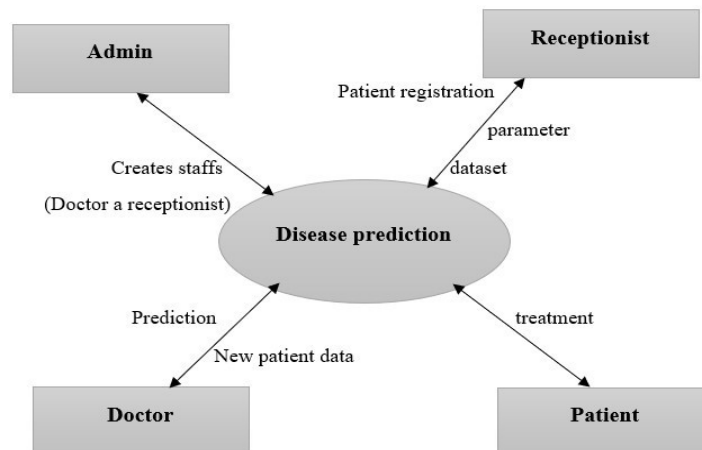 Admin
Receptionist
Patient registration
parameter
Creates staffs
dataset
(Doctor a receptionist)
Disease prediction
Prediction
treatment
New patient data
Doctor
Patient